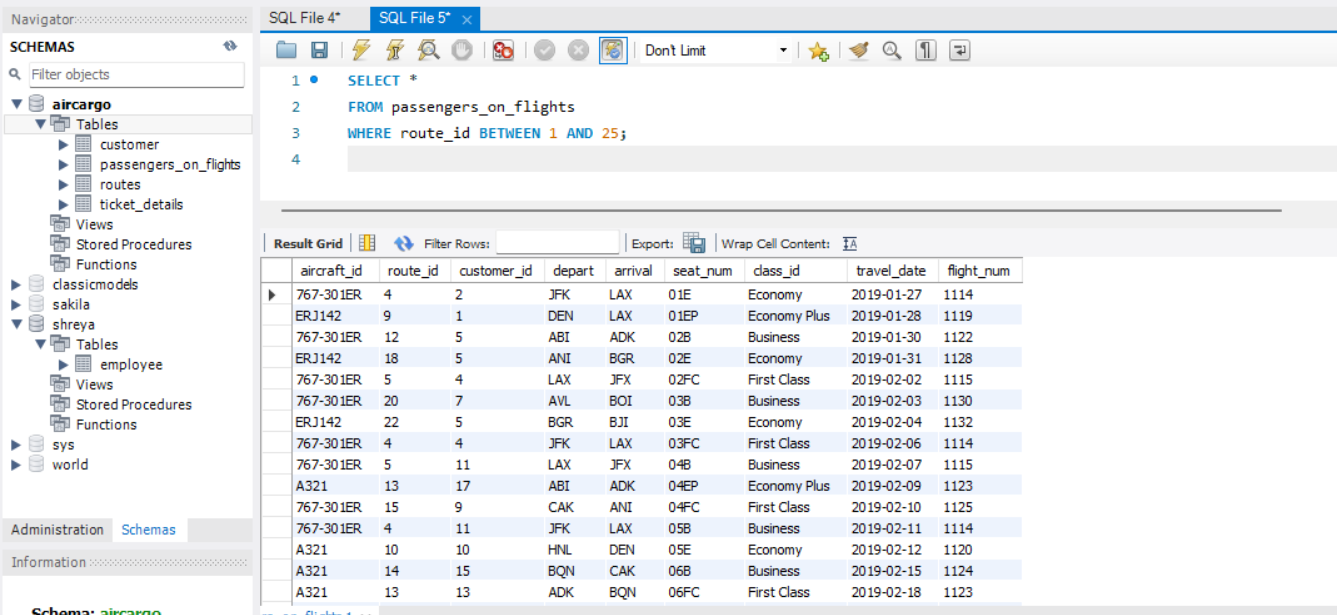 Navigator
SCHEMAS
Filter objects
aircargo
Tables
customer
passengers_on_flights
routes
ticket_details
Views
Stored Procedures
Functions
classicmodels
sakila
shreya
Tables
employee
Views
Stored Procedures
Functions
sys
world
Administration Schemas
Information
Schema: aircargo
SQL File 4* SQL File 5*
Don't Limit
1 SELECT *
2 FROM passengers_on_flights
3 WHERE route_id BETWEEN 1 AND 25;
4
Result Grid Filter Rows: Export: Wrap Cell Content:
aircraft_id route_id customer_id depart arrival seat_num class_id travel_date flight_num
767-301ER 4 2 JFK LAX 01E Economy 2019-01-27 1114
ERJ142 9 1 DEN LAX 01EP Economy Plus 2019-01-28 1119
767-301ER 12 5 ABI ADK 02B Business 2019-01-30 1122
ERJ142 18 5 ANI BGR 02E Economy 2019-01-31 1128
767-301ER 5 4 LAX JFX 02FC First Class 2019-02-02 1115
767-301ER 20 7 AVL BOI 03B Business 2019-02-03 1130
ERJ142 22 5 BGR BJI 03E Economy 2019-02-04 1132
767-301ER 4 4 JFK LAX 03FC First Class 2019-02-06 1114
767-301ER 5 11 LAX JFX 04B Business 2019-02-07 1115
A321 13 17 ABI ADK 04EP Economy Plus 2019-02-09 1123
767-301ER 15 9 CAK ANI 04FC First Class 2019-02-10 1125
767-301ER 4 11 JFK LAX 05B Business 2019-02-11 1114
A321 10 10 HNL DEN 05E Economy 2019-02-12 1120
A321 14 15 BQN CAK 06B Business 2019-02-15 1124
A321 13 13 ADK BQN 06FC First Class 2019-02-18 1123